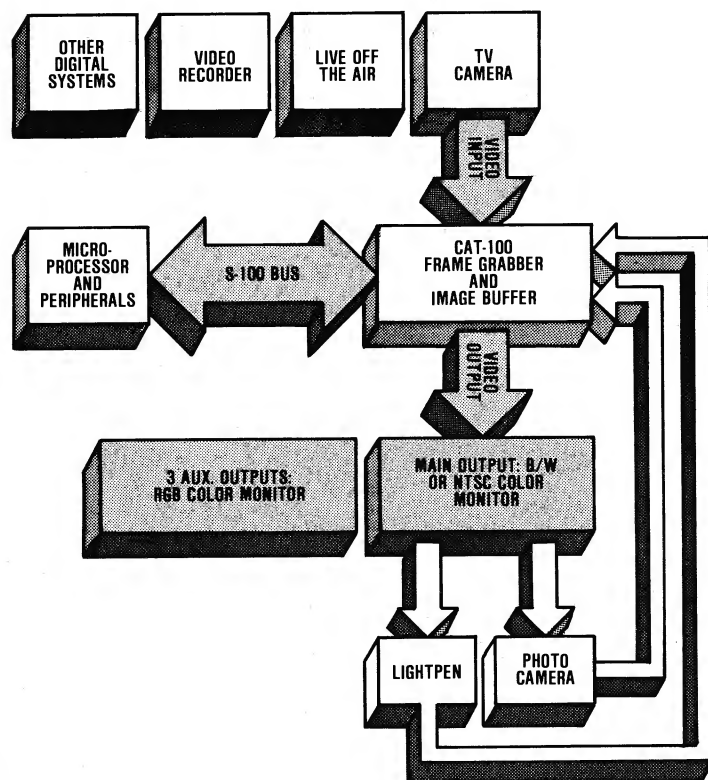 OTHER
DIGITAL
SYSTEMS
VIDEO
RECORDER
LIVE OFF
THE AIR
TV
CAMERA
VIDEO
INPUT
MICRO-
PROCESSOR
AND
PERIPHERALS
S-100 BUS
CAT-100
FRAME GRABBER
AND
IMAGE BUFFER
VIDEO
OUTPUT
3 AUX. OUTPUTS:
RGB COLOR MONITOR
MAIN OUTPUT: B/W
OR NTSC COLOR
MONITOR
LIGHTPEN
PHOTO
CAMERA